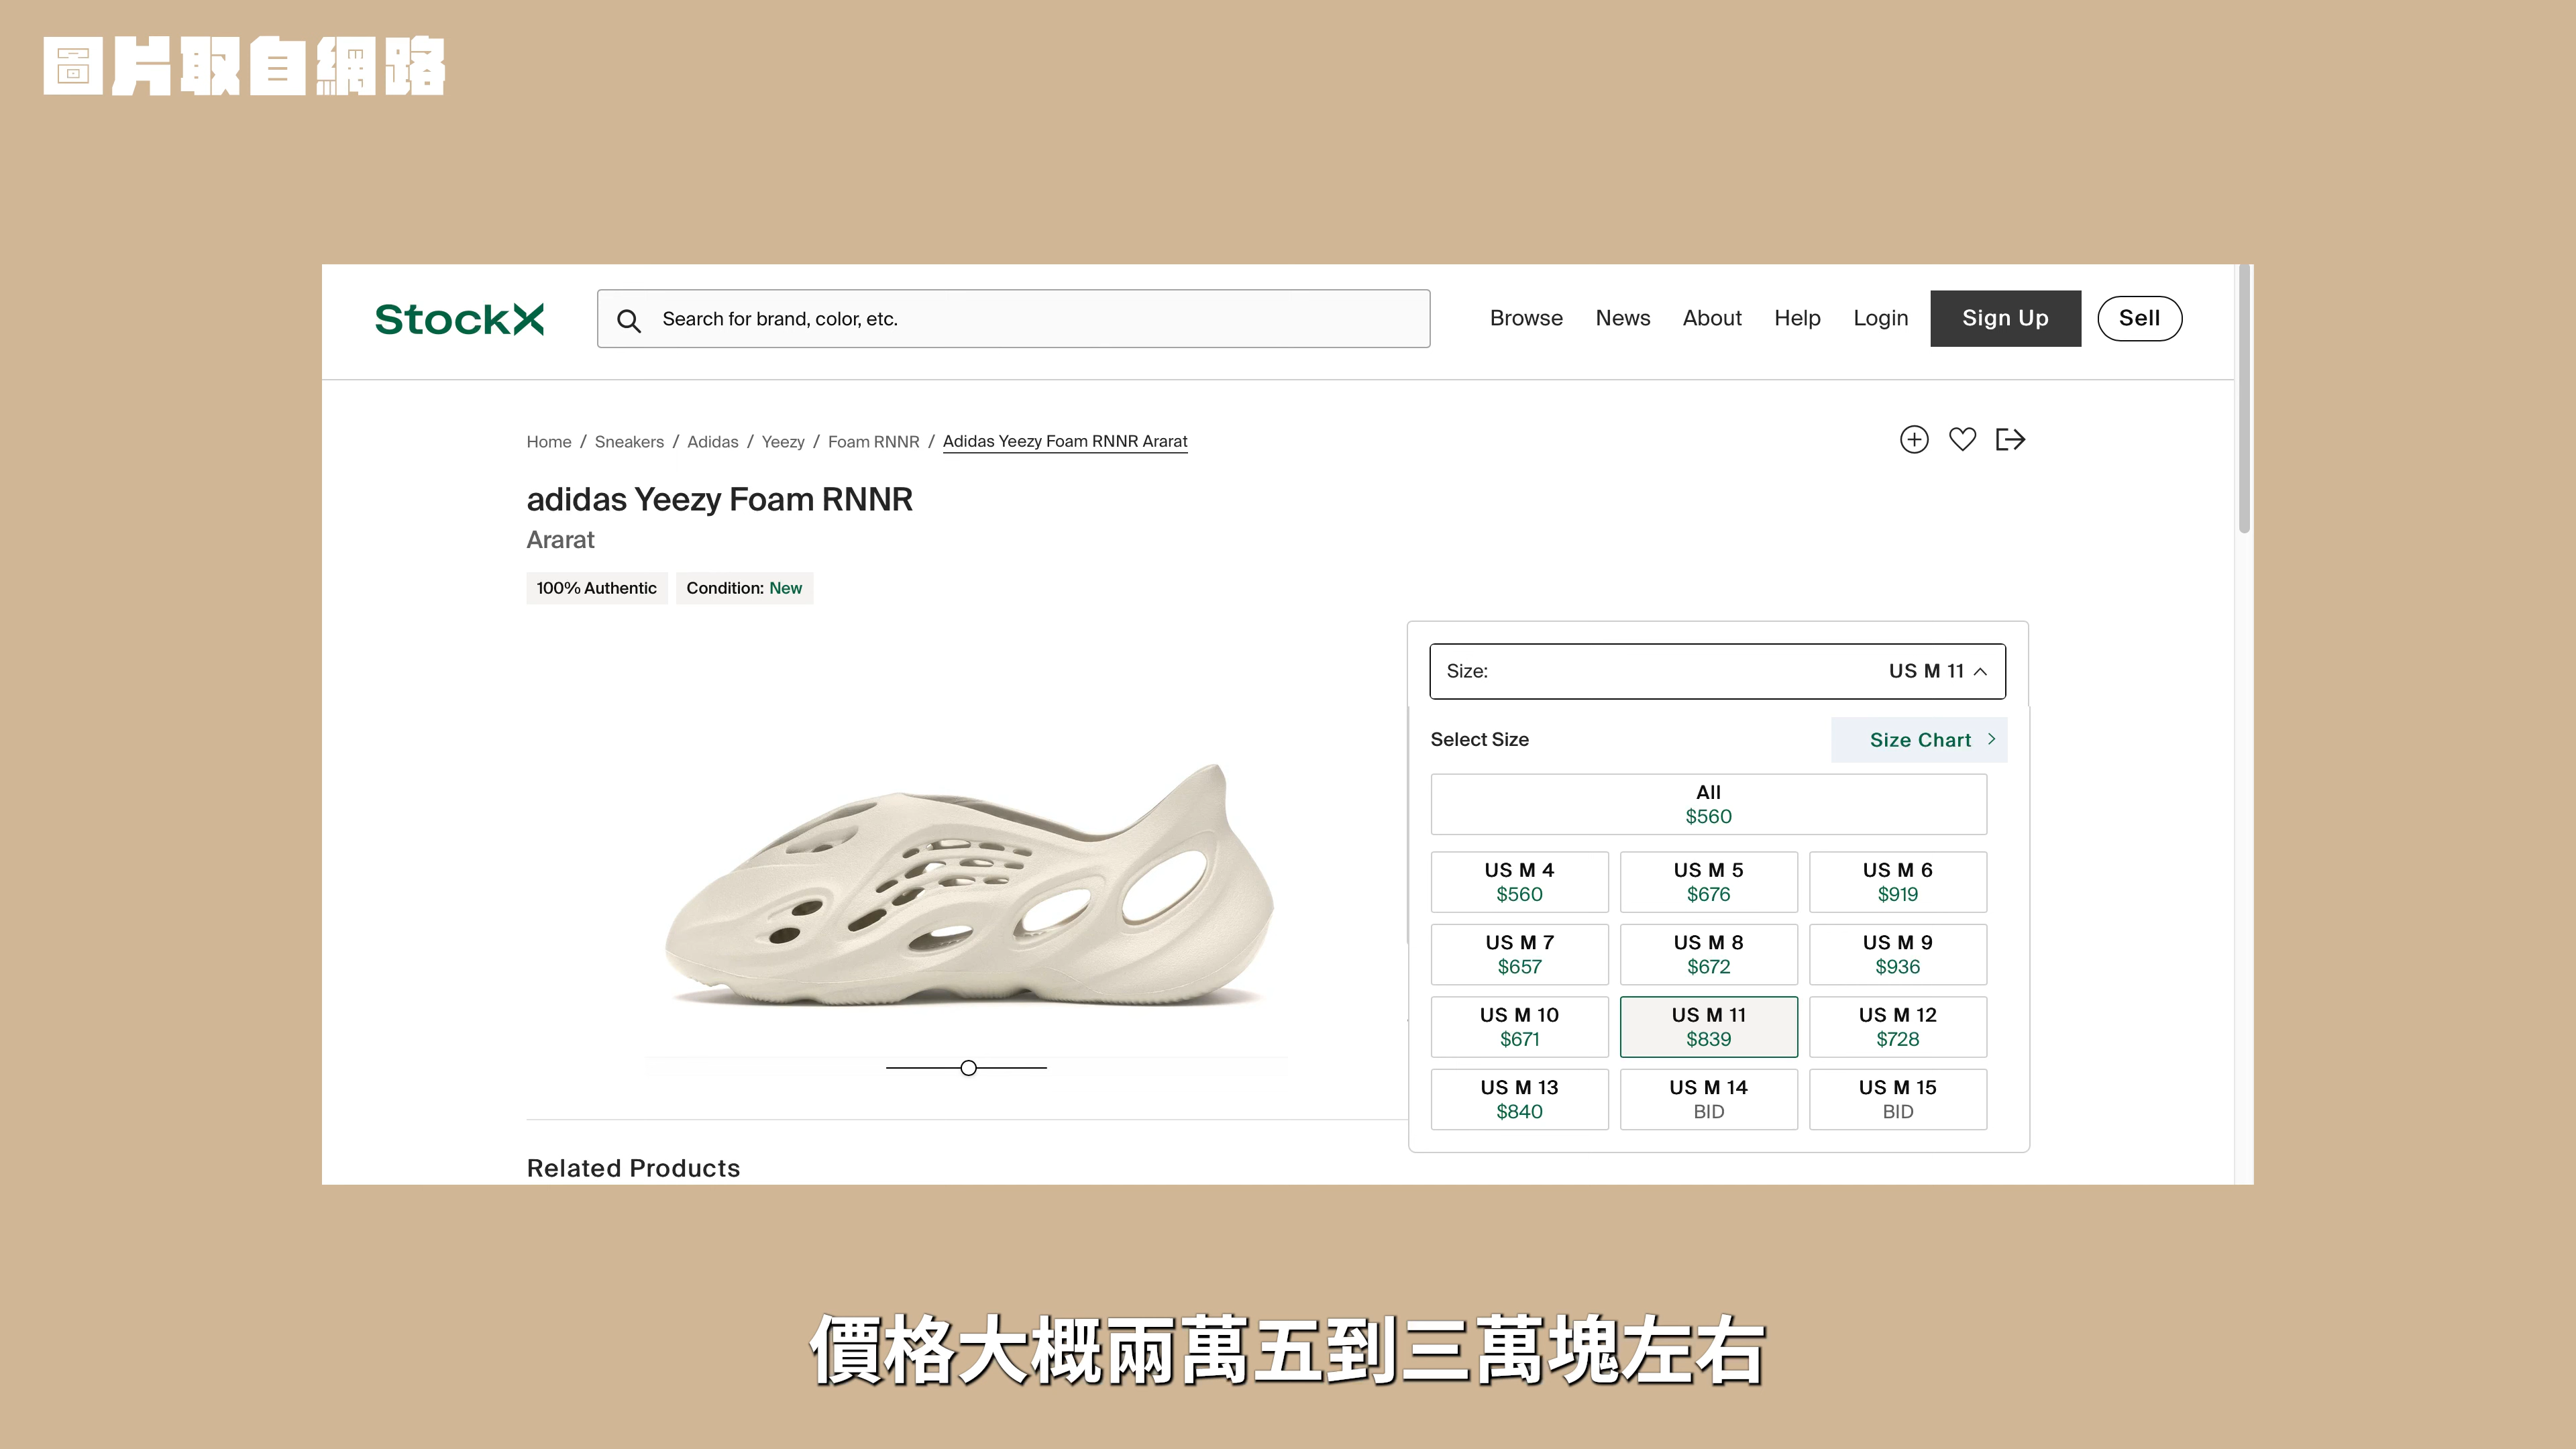 圖片取自網路
StockX
Search for brand, color, etc.
Browse News About Help Login Sign Up Sell
Home / Sneakers / Adidas / Yeezy / Foam RNNR / Adidas Yeezy Foam RNNR Ararat
adidas Yeezy Foam RNNR
Ararat
100% Authentic Condition: New
Size: US M 11
Select Size Size Chart
All
$560
US M 4 US M 5 US M 6
$560 $676 $919
US M 7 US M 8 US M 9
$657 $672 $936
US M 10 US M 11 US M 12
$671 $839 $728
US M 13 US M 14 US M 15
$840 BID BID
Related Products
價格大概兩萬五到三萬塊左右